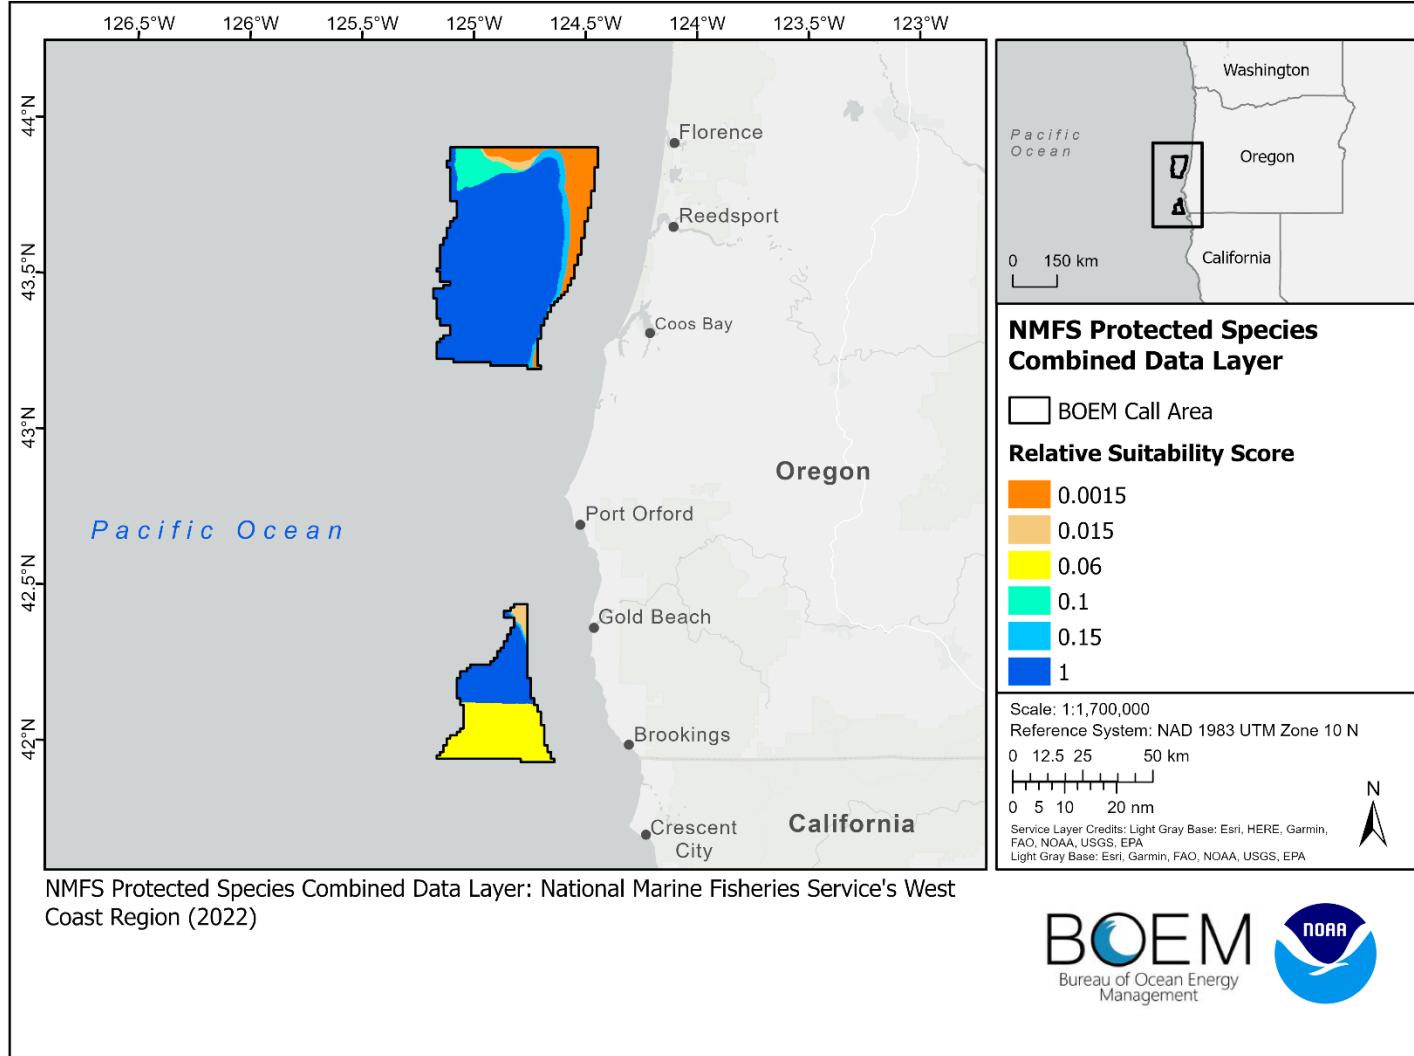 126.5°W 126°W 125.5°W 125°W 124.5°W 124°W 123.5°W 123°W
44°N
43.5°N
43°N
42.5°N
42°N
Florence
Reedsport
Coos Bay
Oregon
Port Orford
Pacific Ocean
Gold Beach
Brookings
California
Crescent
City
Washington
Pacific
Ocean
Oregon
California
0 150 km
NMFS Protected Species
Combined Data Layer
BOEM Call Area
Relative Suitability Score
0.0015
0.015
0.06
0.1
0.15
1
Scale: 1:1,700,000
Reference System: NAD 1983 UTM Zone 10 N
0 12.5 25 50 km
0 5 10 20 nm
N
Service Layer Credits: Light Gray Base: Esri, HERE, Garmin,
FAO, NOAA, USGS, EPA
Light Gray Base: Esri, Garmin, FAO, NOAA, USGS, EPA
NMFS Protected Species Combined Data Layer: National Marine Fisheries Service's West
Coast Region (2022)
BOEM
Bureau of Ocean Energy
Management
NOAA